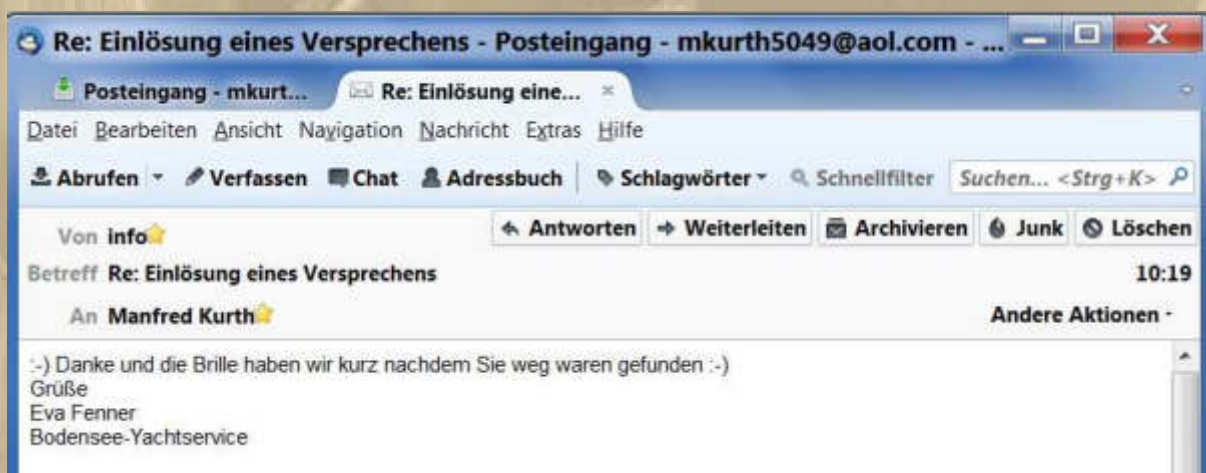 Re: Einlösung eines Versprechens - Posteingang - mkurth5049@aol.com - ...
Posteingang - mkurt... Re: Einlösung eine...
Datei Bearbeiten Ansicht Navigation Nachricht Extras Hilfe
Abrufen Verfassen Chat Adressbuch Schlagwörter Schnellfilter Suchen... <Strg+K>
Von info Antworten Weiterleiten Archivieren Junk Löschen
Betreff Re: Einlösung eines Versprechens 10:19
An Manfred Kurth Andere Aktionen
:-) Danke und die Brille haben wir kurz nachdem Sie weg waren gefunden :-)
Grüße
Eva Fenner
Bodensee-Yachtservice